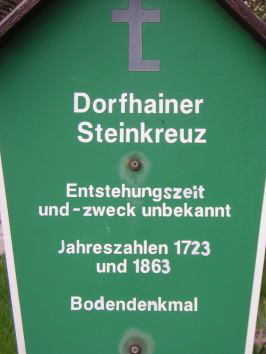 Dorfhainer
Steinkreuz
Entstehungszeit
und-zweck unbekannt
Jahreszahlen 1723
und 1863
Bodendenkmal